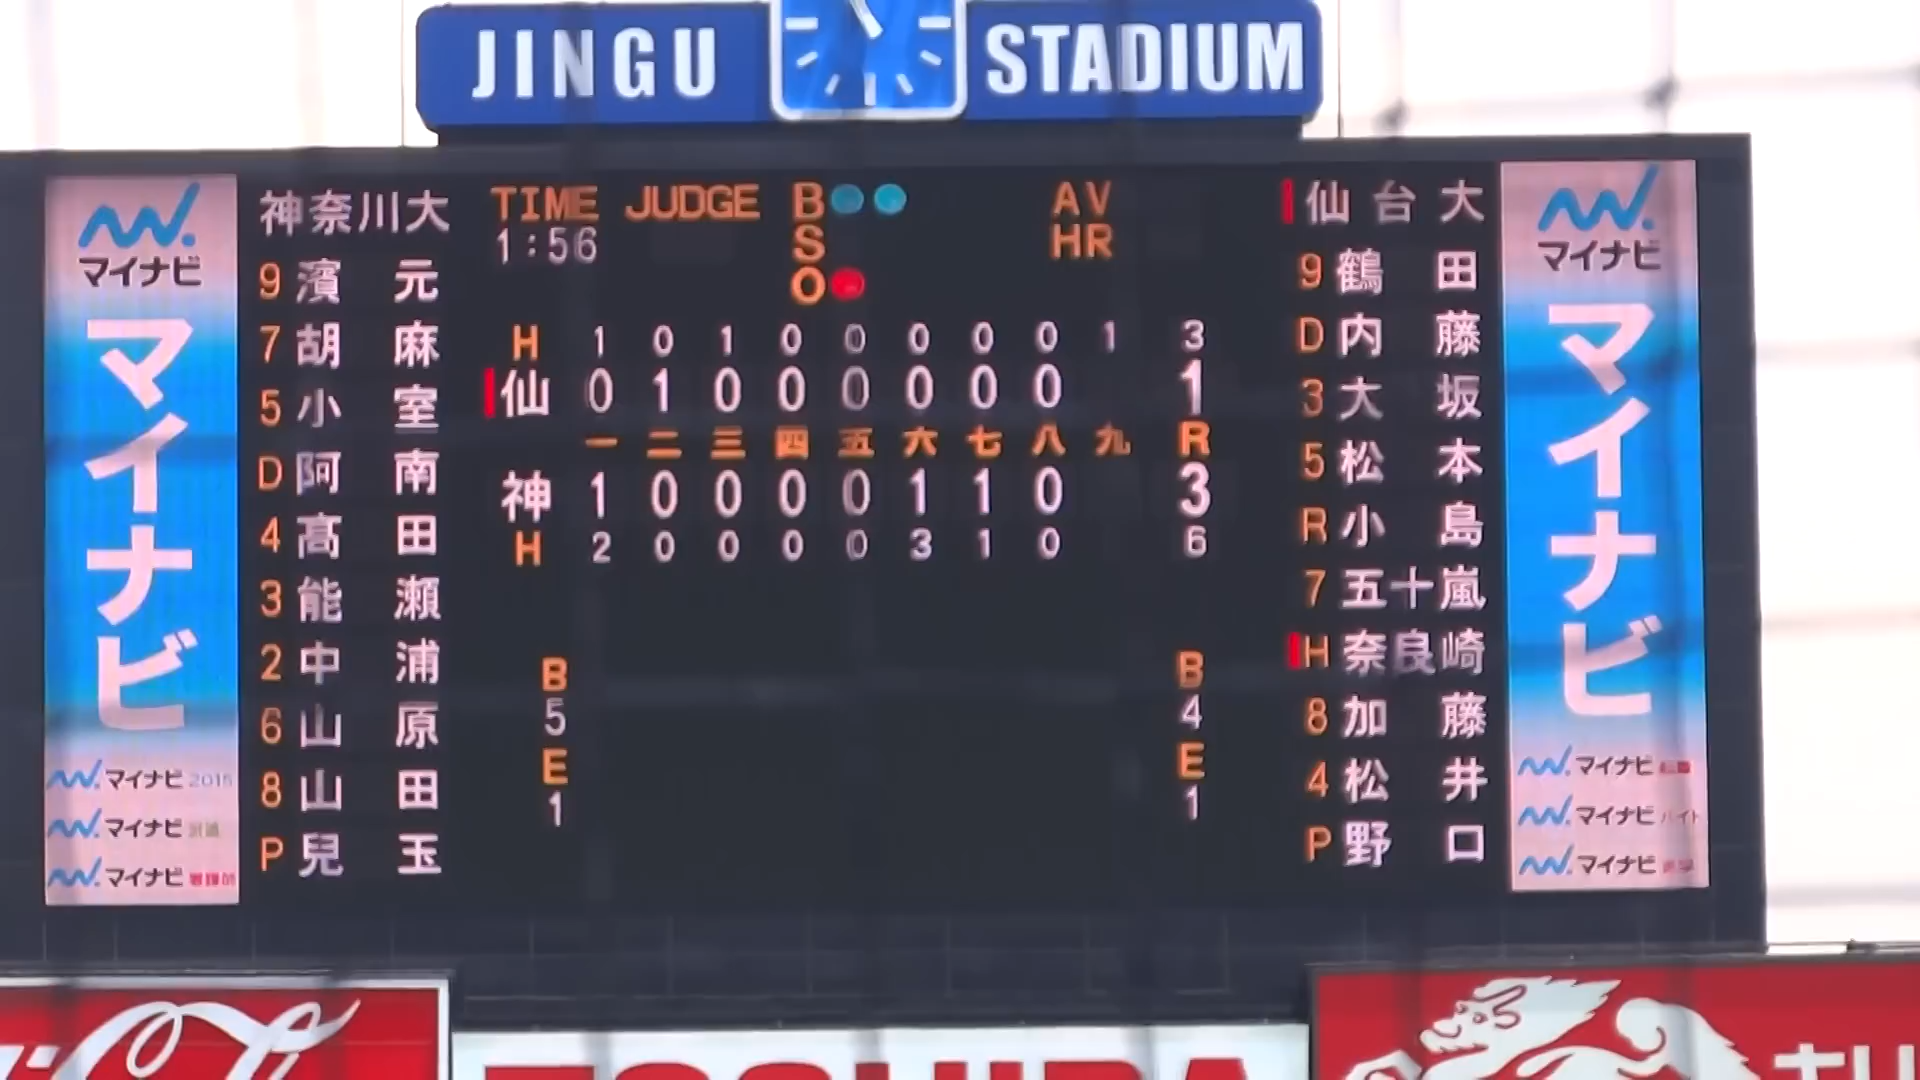 JINGU STADIUM
マイナビ
マイナビ
マイナビ 2015
マイナビ
マイナビ
神奈川大
9 濱元
7 胡麻
5 小室
D 阿南
4 髙田
3 能瀬
2 中浦
6 山原
8 山田
P 兒玉
TIME JUDGE B AV
1:56 S HR
O
H 1 0 1 0 0 0 0 0 1 3
仙 0 1 0 0 0 0 0 0 1
一 二 三 四 五 六 七 八 九 R
神 1 0 0 0 0 1 1 0 3
H 2 0 0 0 0 3 1 0 6
B B
5 4
E E
1 1
仙台大
9 鶴田
D 内藤
3 大坂
5 松本
R 小島
7 五十嵐
H 奈良崎
8 加藤
4 松井
P 野口
マイナビ
マイナビ
マイナビ 転職
マイナビ バイト
マイナビ